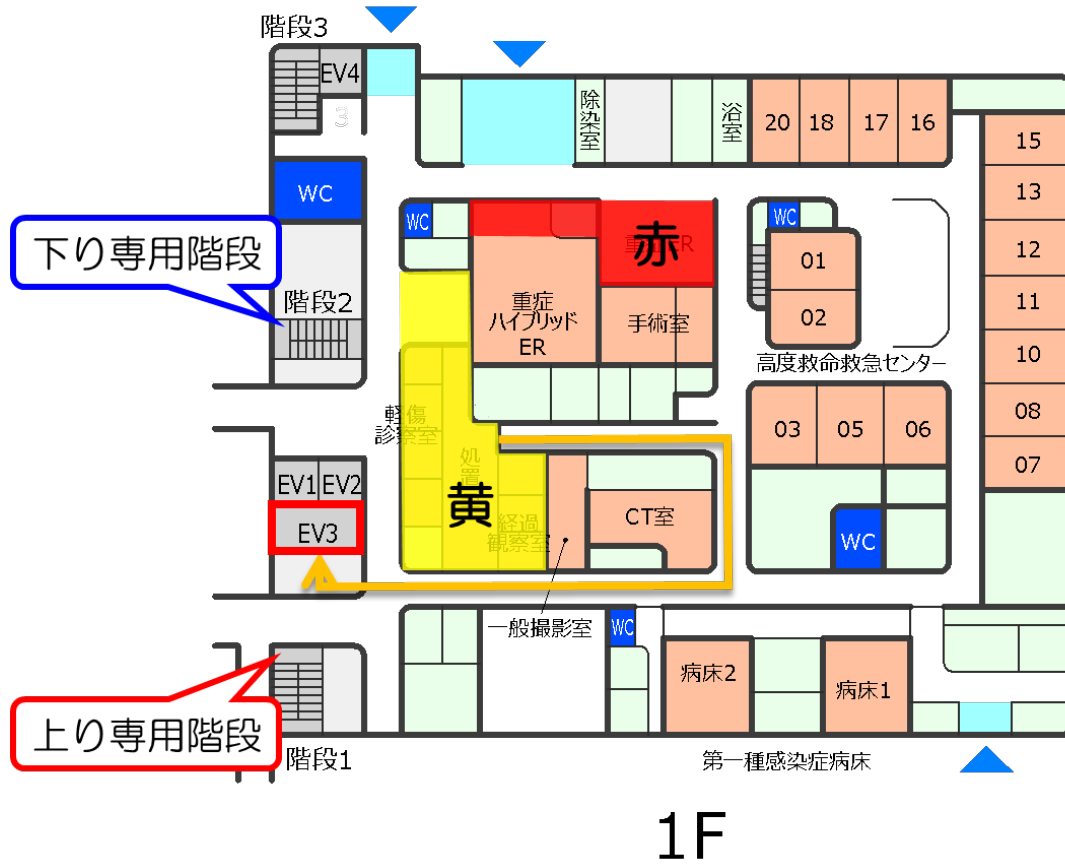 階段3
EV4
除染室
浴室
20
18
17
16
15
WC
WC
WC
13
下り専用階段
赤
重症ER
01
12
階段2
重症
ハイブリッド
ER
手術室
02
11
高度救命救急センター
10
軽傷
診察室
03
05
06
08
処置
07
EV1
EV2
黄
EV3
経過
観察室
CT室
WC
一般撮影室
WC
病床2
病床1
上り専用階段
階段1
第一種感染症病床
1F